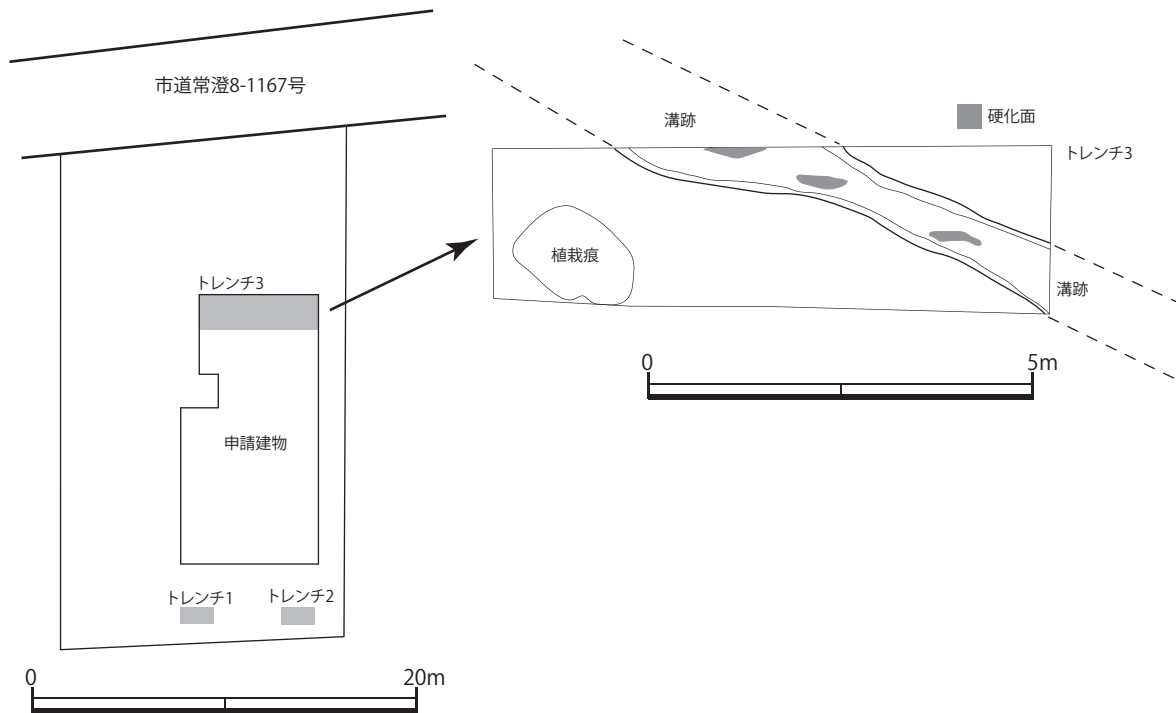 市道常澄8-1167号
トレンチ3
申請建物
トレンチ1
トレンチ2
0
20m
溝跡
硬化面
トレンチ3
植栽痕
溝跡
0
5m